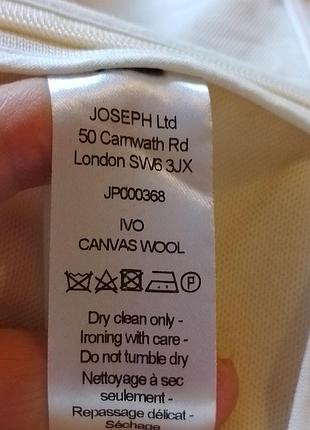 JOSEPH Ltd
50 Carnwath Rd
London SW6 3JX
JP000368
IVO
CANVAS WOOL
P
Dry clean only -
Ironing with care -
Do not tumble dry
Nettoyage à sec
seulement -
Repassage délicat -
Séchage